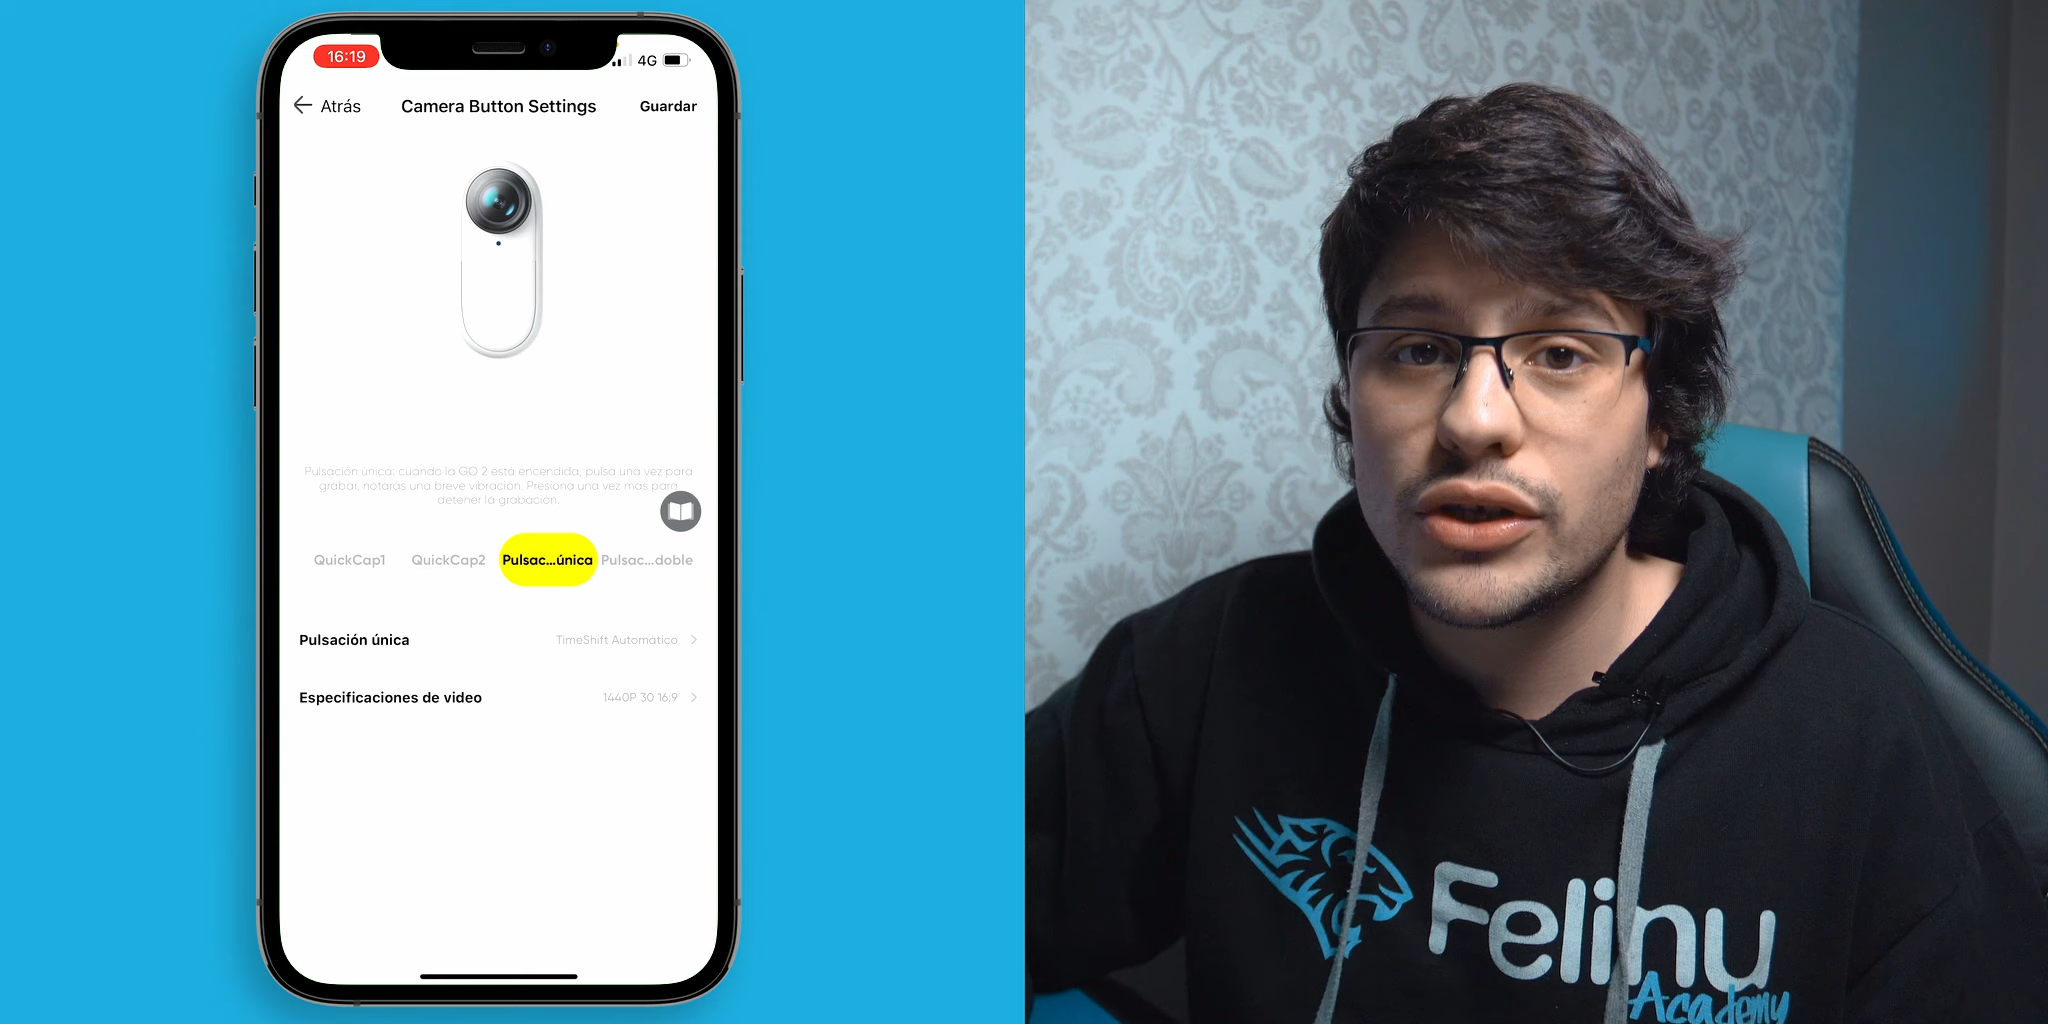 16:19
4G
Atrás
Camera Button Settings
Guardar
Pulsación única: cuando la GO 2 está encendida, pulsa una vez para
grabar, notarás una breve vibración. Presiona una vez más para
detener la grabación.
QuickCap1
QuickCap2
Pulsac...única
Pulsac...doble
Pulsación única
TimeShift Automático
Especificaciones de video
1440P 30 16:9
Felinu
Academy